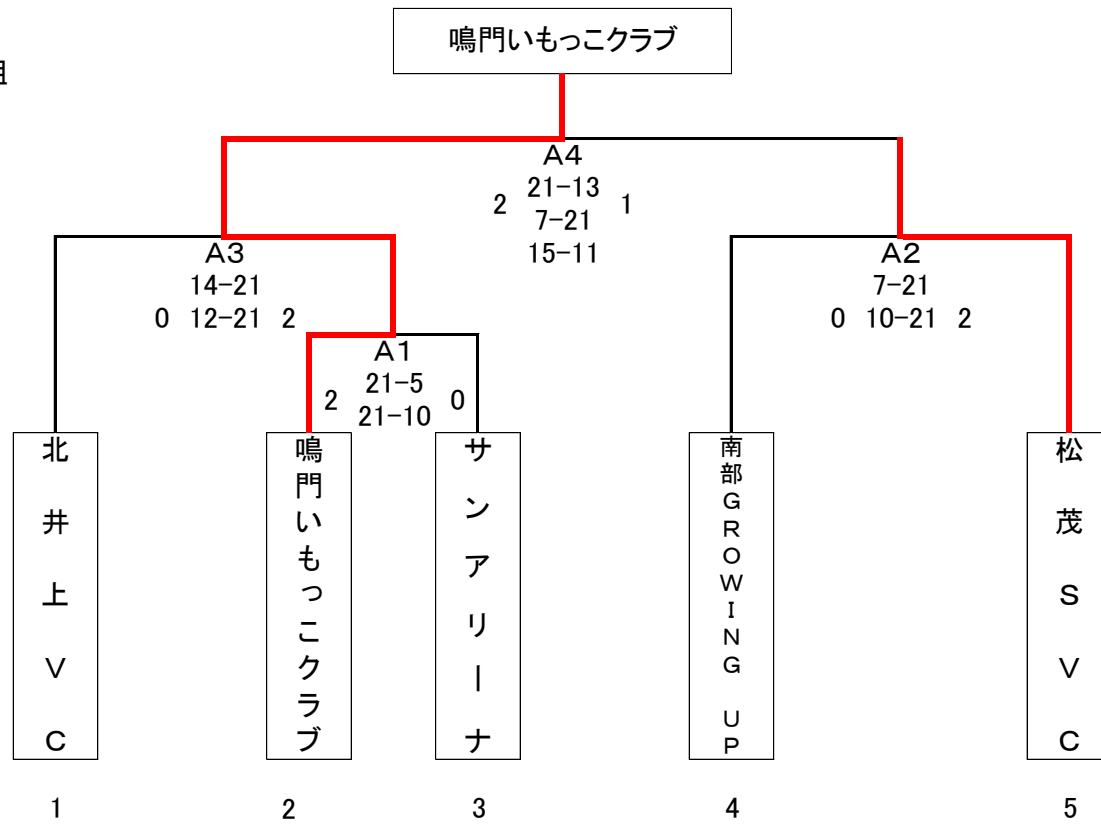 鳴門いもっこクラブ
組
A4
21-13
2 7-21 1
15-11
A3
14-21
0 12-21 2
A2
7-21
0 10-21 2
A1
21-5
2 21-10 0
北井上VC
鳴門いもっこクラブ
サンアリーナ
南部GROWING UP
松茂SVC
1 2 3 4 5